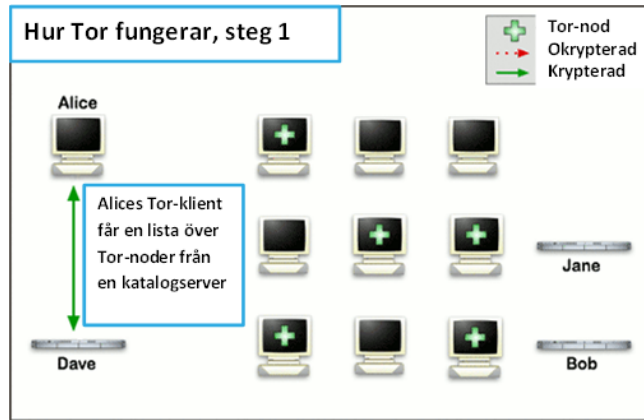 Hur Tor fungerar, steg 1
Tor-nod
Okrypterad
Krypterad
Alice
Alices Tor-klient
får en lista över
Tor-noder från
en katalogserver
Jane
Dave
Bob